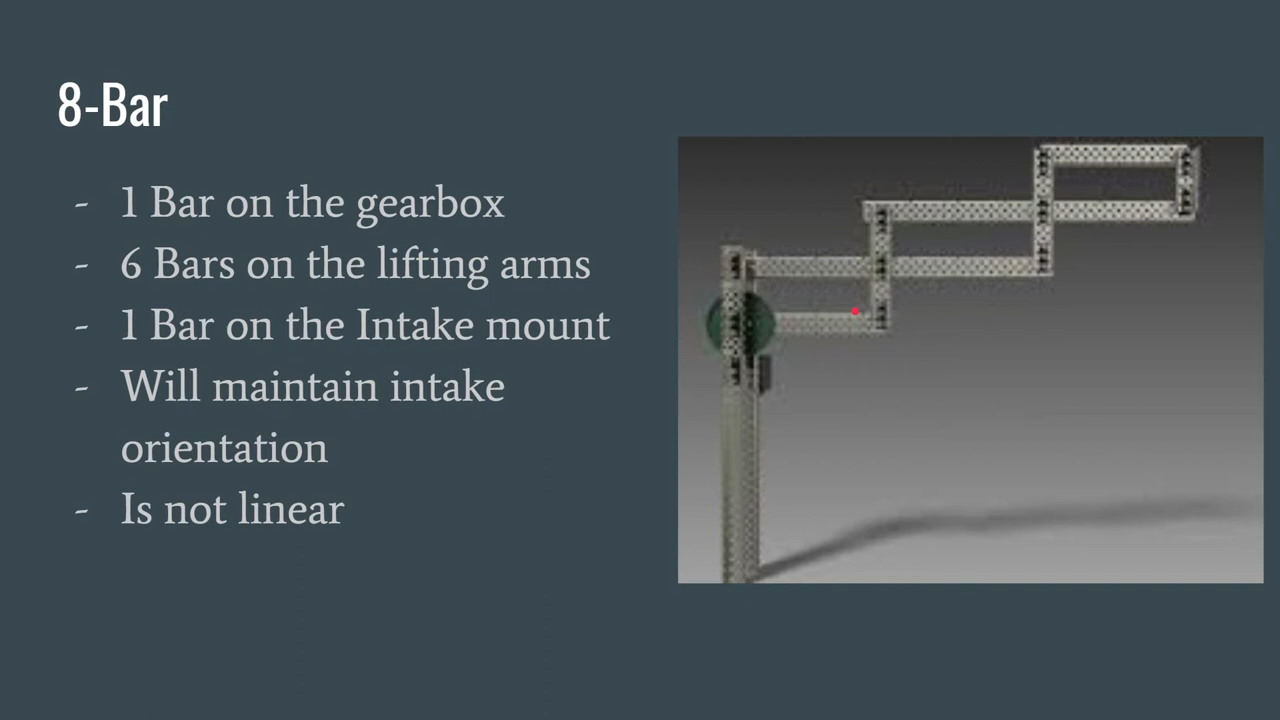 8-Bar
- 1 Bar on the gearbox
- 6 Bars on the lifting arms
- 1 Bar on the Intake mount
- Will maintain intake
orientation
- Is not linear